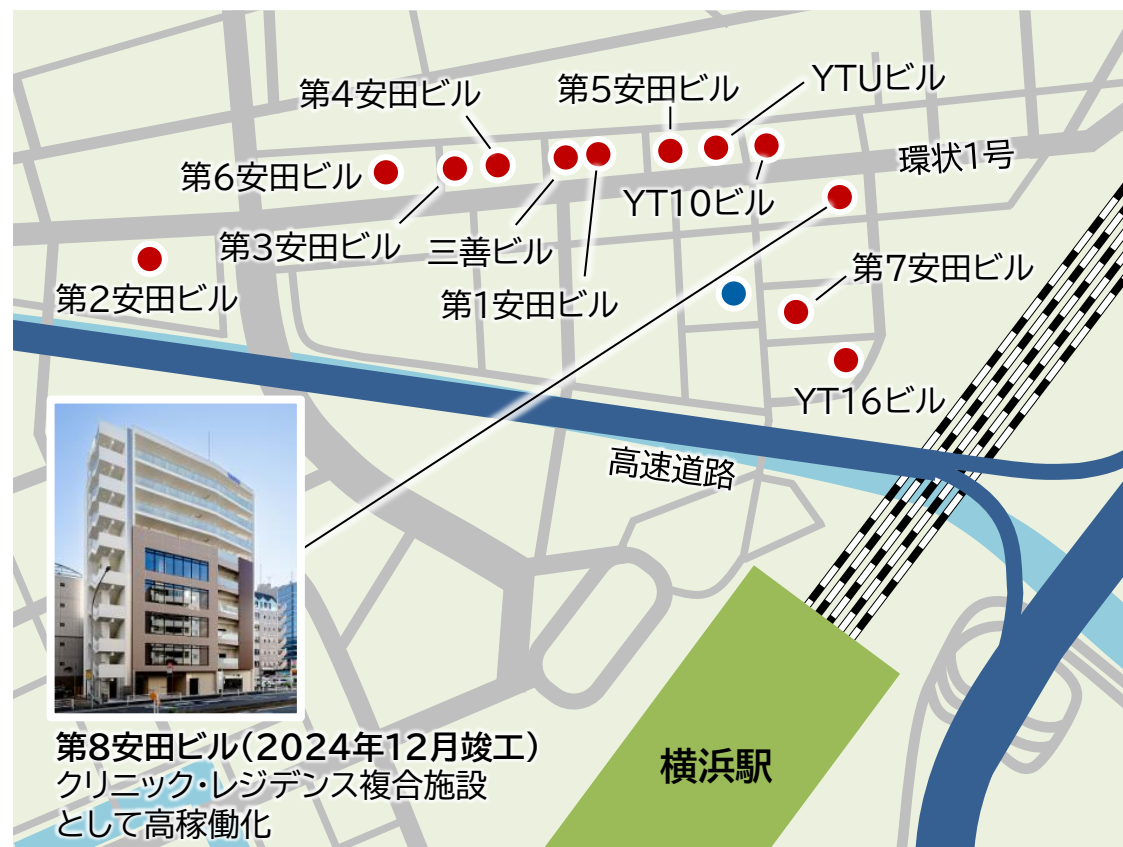 第4安田ビル
第5安田ビル
YTUビル
環状1号
第6安田ビル
YT10ビル
第3安田ビル
三善ビル
第7安田ビル
第2安田ビル
第1安田ビル
YT16ビル
高速道路
横浜駅
第8安田ビル(2024年12月竣工)
クリニック・レジデンス複合施設
として高稼働化